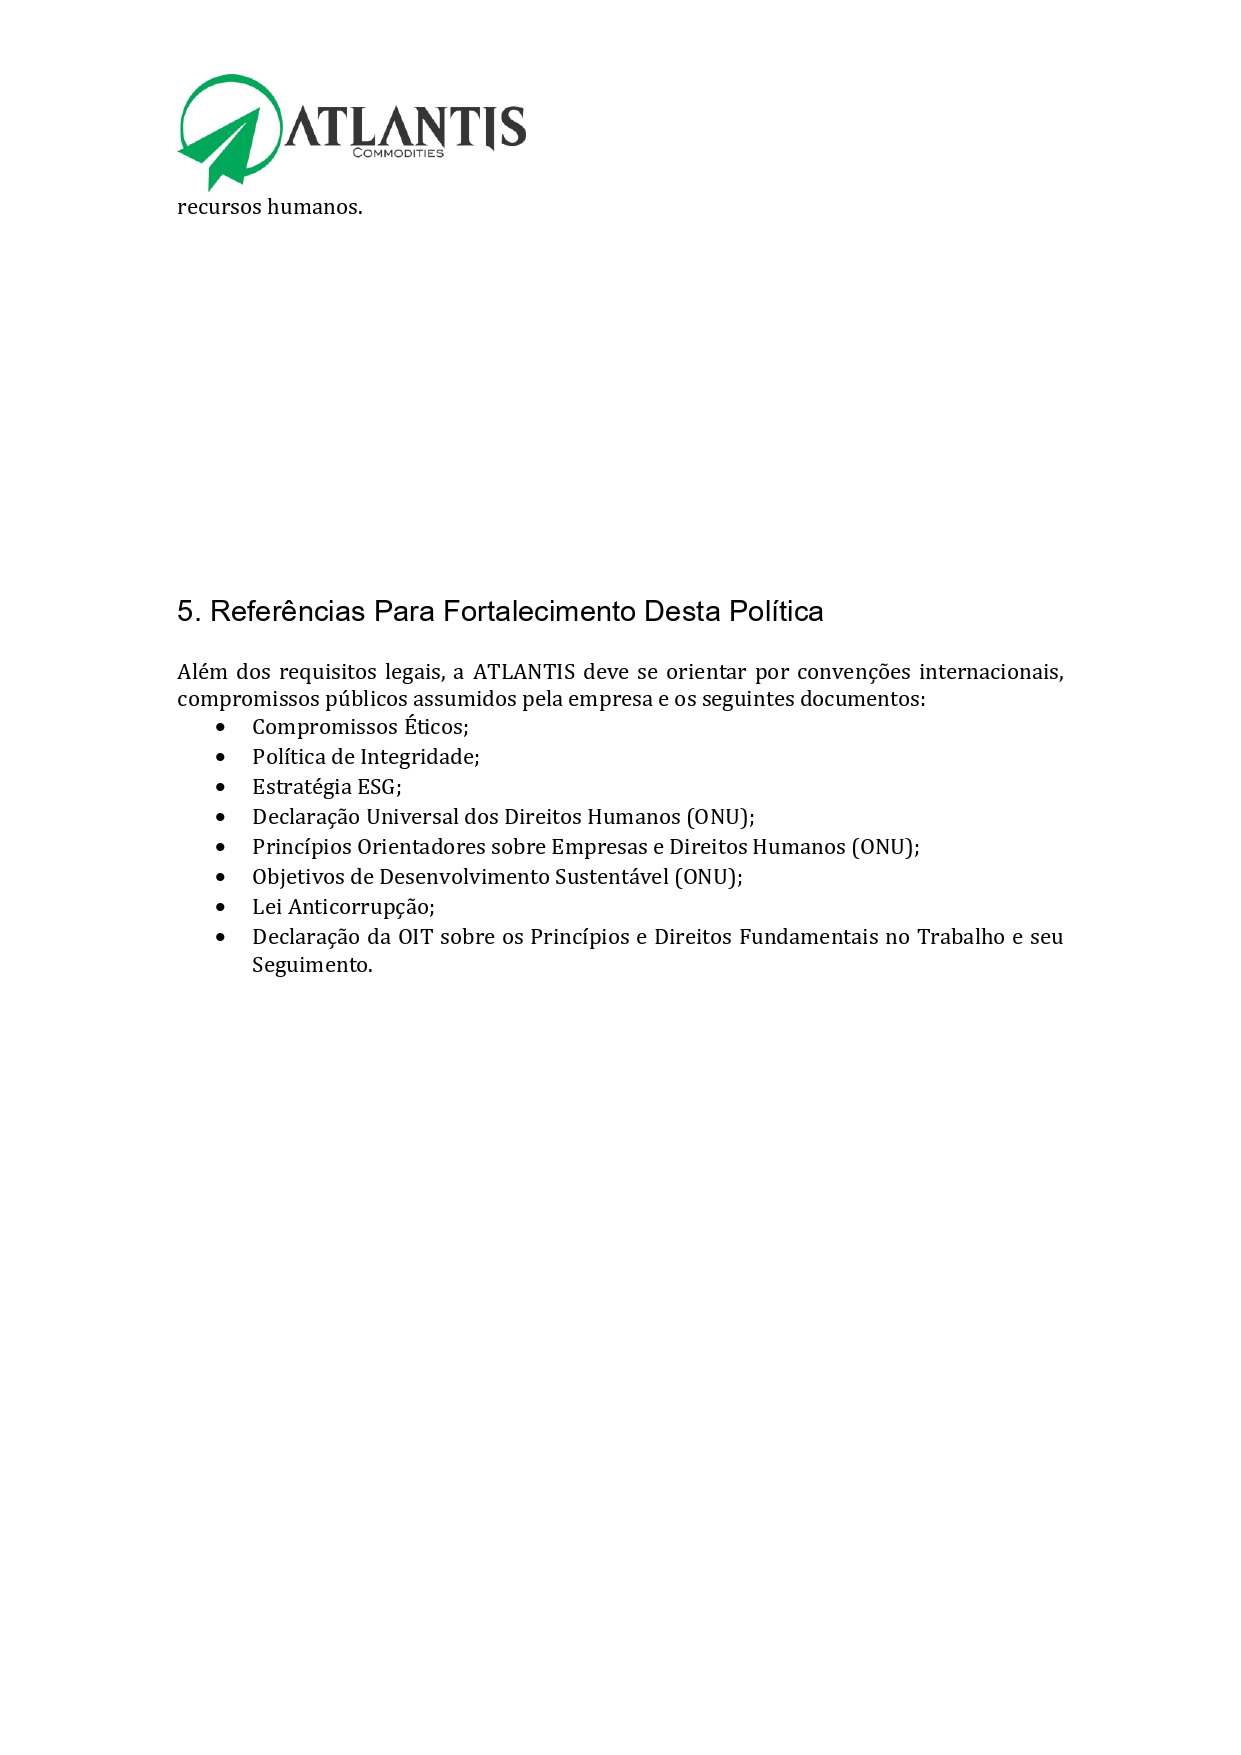 ATLANTIS
COMMODITIES
recursos humanos.
5. Referências Para Fortalecimento Desta Política
Além dos requisitos legais, a ATLANTIS deve se orientar por convenções internacionais,
compromissos públicos assumidos pela empresa e os seguintes documentos:
• Compromissos Éticos;
• Política de Integridade;
• Estratégia ESG;
• Declaração Universal dos Direitos Humanos (ONU);
• Princípios Orientadores sobre Empresas e Direitos Humanos (ONU);
• Objetivos de Desenvolvimento Sustentável (ONU);
• Lei Anticorrupção;
• Declaração da OIT sobre os Princípios e Direitos Fundamentais no Trabalho e seu
Seguimento.